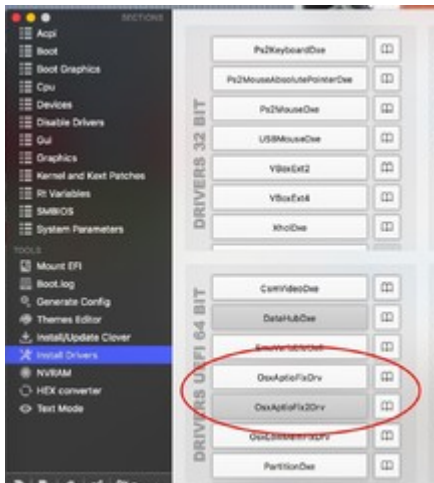 SECTIONS
Acpi
Boot
Boot Graphics
Cpu
Devices
Disable Drivers
Gui
Graphics
Kernel and Kext Patches
Rt Variables
SMBIOS
System Parameters
TOOLS
Mount EFI
Boot.log
Generate Config
Themes Editor
Install/Update Clover
Install Drivers
NVRAM
HEX converter
Text Mode
DRIVERS 32 BIT
Ps2KeyboardDxe
Ps2MouseAbsolutePointerDxe
Ps2MouseDxe
USBMouseDxe
VBoxExt2
VBoxExt4
XhciDxe
DRIVERS UEFI 64 BIT
CsmVideoDxe
DataHubDxe
EmuVariableUefi
OsxAptioFixDrv
OsxAptioFix2Drv
OsxLowMemFixDrv
PartitionDxe